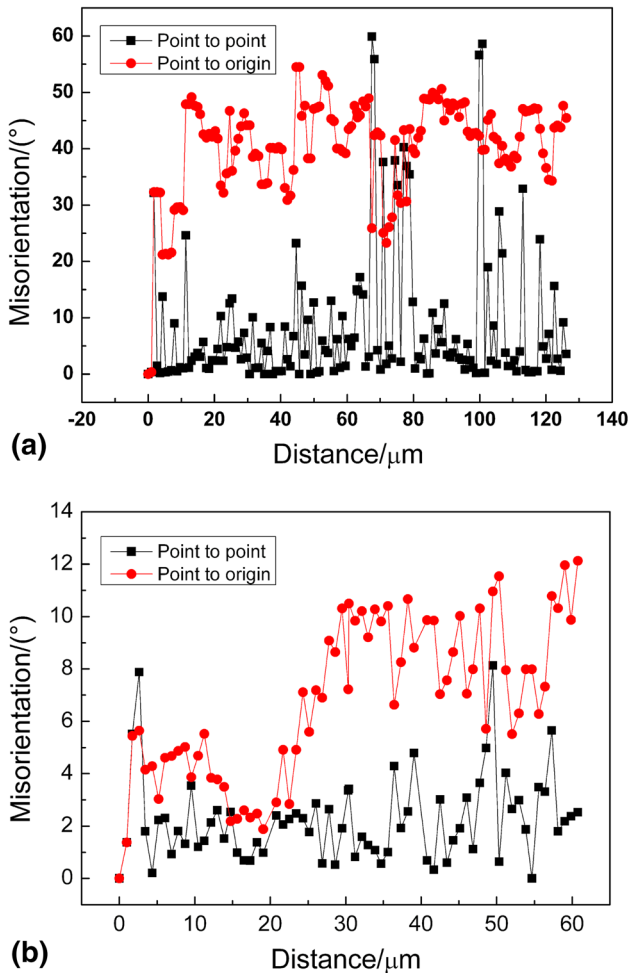 60
50
40
30
20
10
0
Misorientation/(°)
Point to point
Point to origin
-20 0 20 40 60 80 100 120 140
(a) Distance/μm
14
12
10
8
6
4
2
0
Misorientation/(°)
Point to point
Point to origin
0 10 20 30 40 50 60
(b) Distance/μm